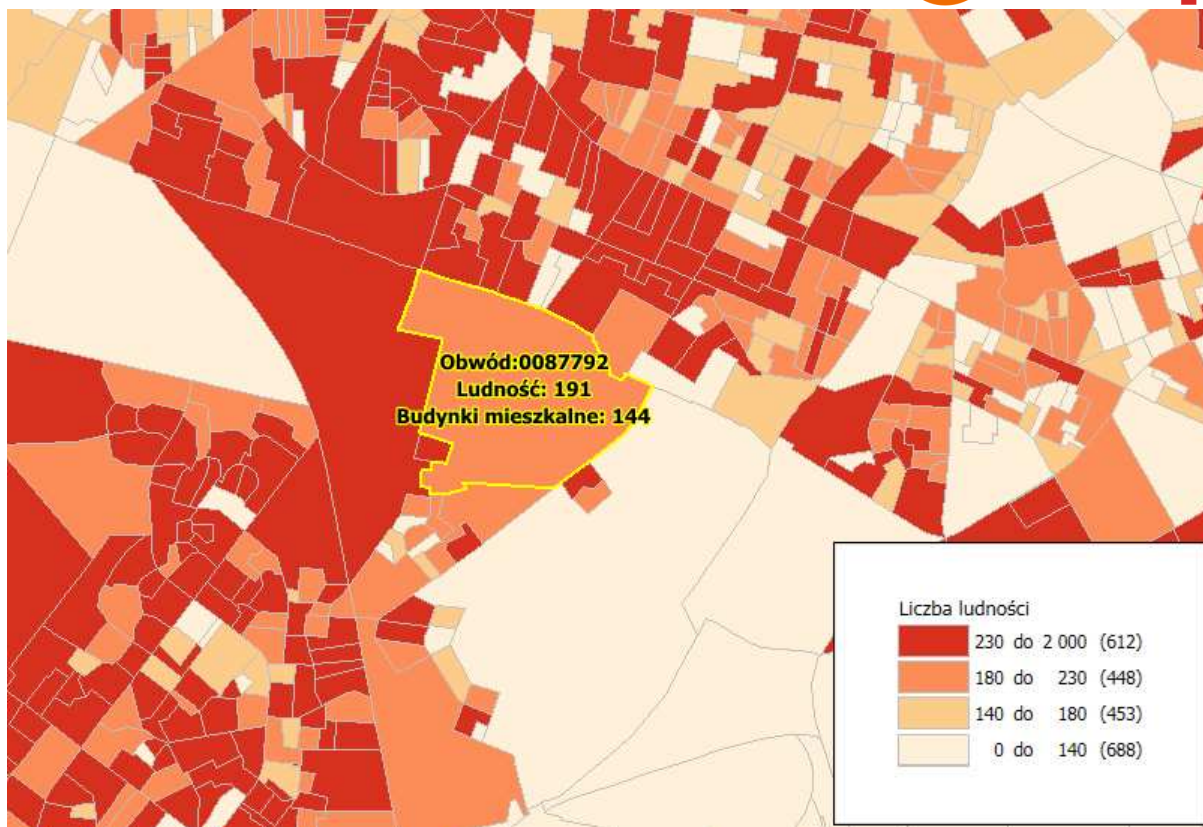 Obwód:0087792
Ludność: 191
Budynki mieszkalne: 144
Liczba ludności
230 do 2 000 (612)
180 do 230 (448)
140 do 180 (453)
0 do 140 (688)